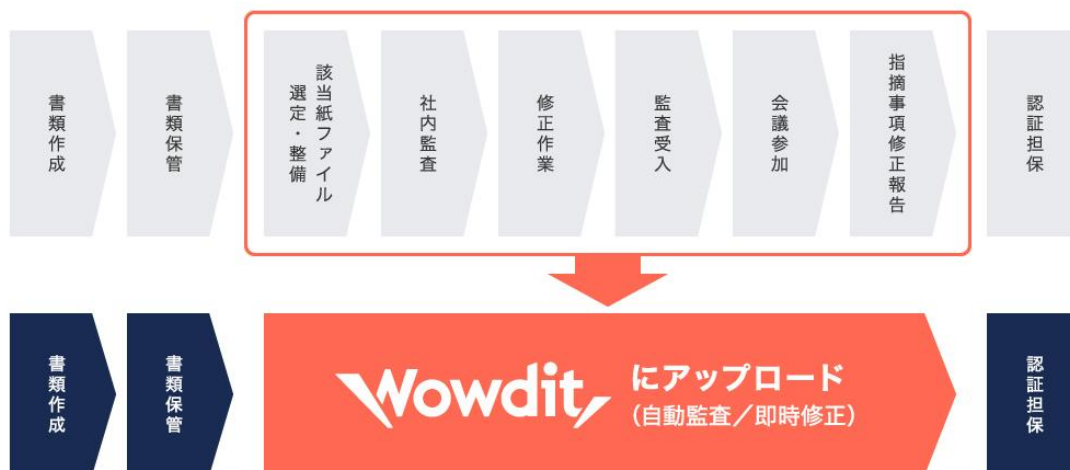 書類作成
書類保管
該当紙ファイル
選定・整備
社内監査
修正作業
監査受入
会議参加
指摘事項修正報告
認証担保
書類作成
書類保管
Wowdit にアップロード
（自動監査／即時修正）
認証担保